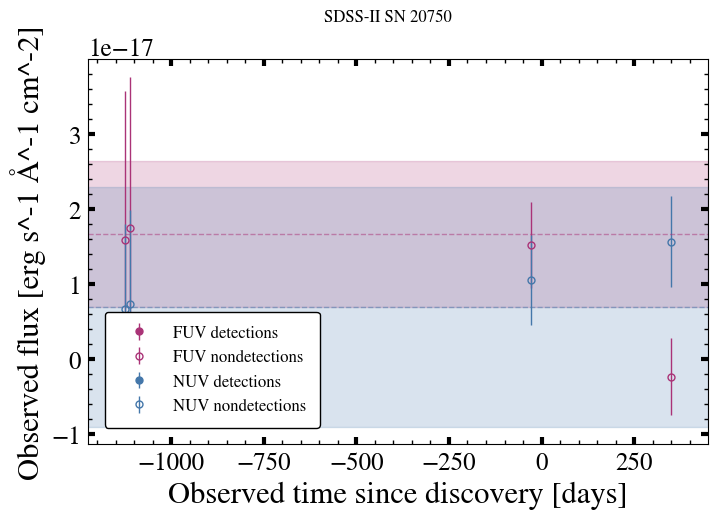 SDSS-II SN 20750
1e−17
Observed flux [erg s^-1 Å^-1 cm^-2]
3
2
1
0
−1
FUV detections
FUV nondetections
NUV detections
NUV nondetections
−1000 −750 −500 −250 0 250
Observed time since discovery [days]